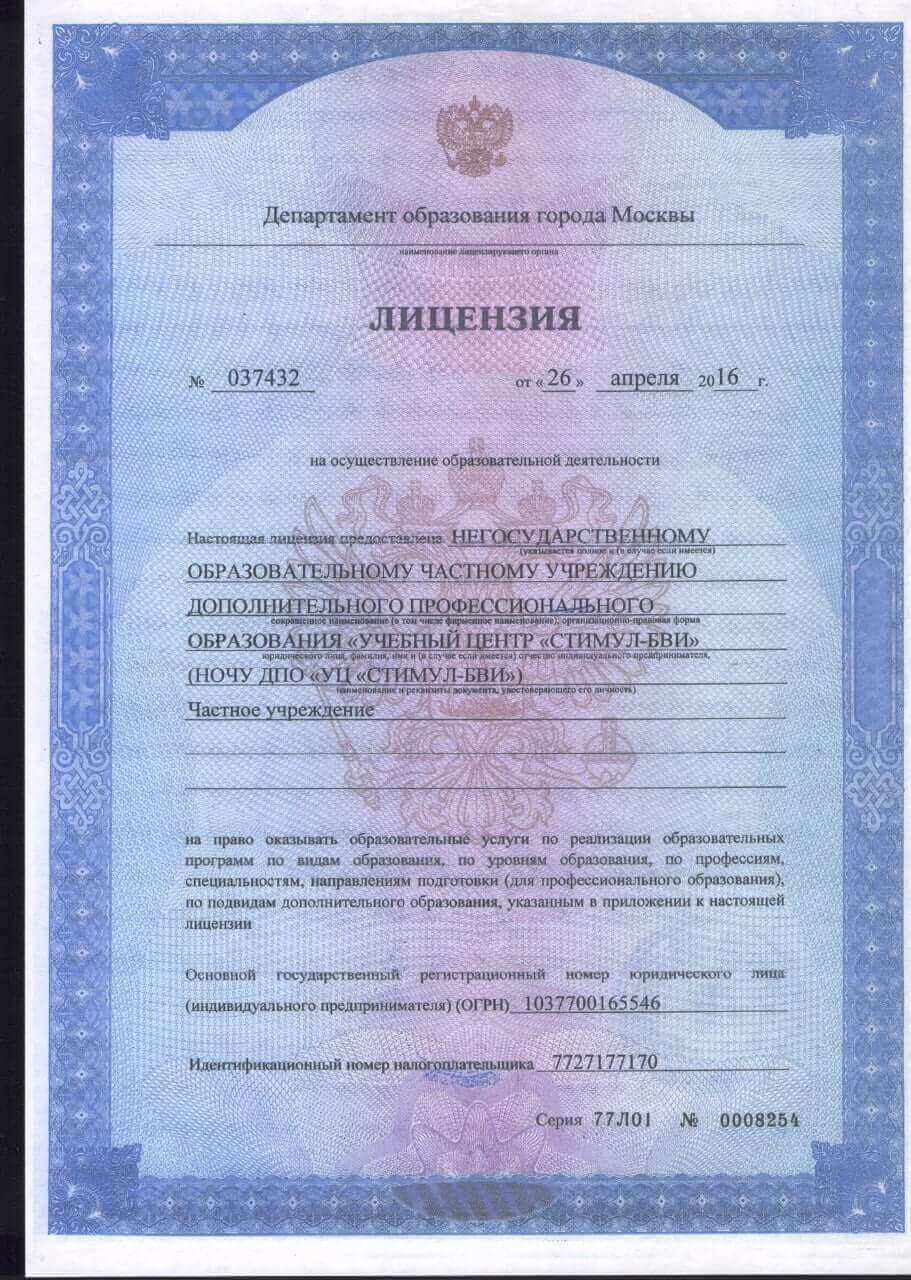 Департамент образования города Москвы
наименование лицензирующего органа
ЛИЦЕНЗИЯ
№ 037432 от «26» апреля 2016 г.
на осуществление образовательной деятельности
Настоящая лицензия предоставлена НЕГОСУДАРСТВЕННОМУ
(указывается полное и (в случае если имеется)
ОБРАЗОВАТЕЛЬНОМУ ЧАСТНОМУ УЧРЕЖДЕНИЮ
ДОПОЛНИТЕЛЬНОГО ПРОФЕССИОНАЛЬНОГО
сокращенное наименование (в том числе фирменное наименование), организационно-правовая форма
ОБРАЗОВАНИЯ «УЧЕБНЫЙ ЦЕНТР «СТИМУЛ-БВИ»
юридического лица, фамилия, имя и (в случае если имеется) отчество индивидуального предпринимателя,
(НОЧУ ДПО «УЦ «СТИМУЛ-БВИ»)
наименование и реквизиты документа, удостоверяющего его личность)
Частное учреждение
на право оказывать образовательные услуги по реализации образовательных
программ по видам образования, по уровням образования, по профессиям,
специальностям, направлениям подготовки (для профессионального образования),
по подвидам дополнительного образования, указанным в приложении к настоящей
лицензии
Основной государственный регистрационный номер юридического лица
(индивидуального предпринимателя) (ОГРН) 1037700165546
Идентификационный номер налогоплательщика 7727177170
Серия 77Л01 № 0008254